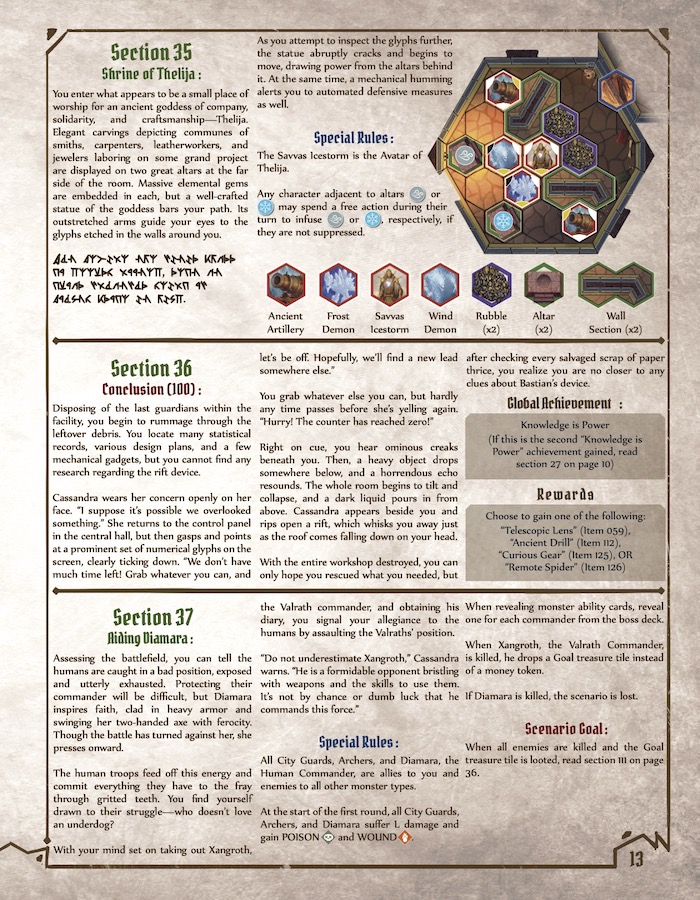 Section 35
Shrine of Thelija:
You enter what appears to be a small place of
worship for an ancient goddess of company,
solidarity, and craftsmanship—Thelija.
Elegant carvings depicting communes of
smiths, carpenters, leatherworkers, and
jewelers laboring on some grand project
are displayed on two great altars at the far
side of the room. Massive elemental gems
are embedded in each, but a well-crafted
statue of the goddess bars your path. Its
outstretched arms guide your eyes to the
glyphs etched in the walls around you.
As you attempt to inspect the glyphs further,
the statue abruptly cracks and begins to
move, drawing power from the altars behind
it. At the same time, a mechanical humming
alerts you to automated defensive measures
as well.
Special Rules:
The Savvas Icestorm is the Avatar of
Thelija.
Any character adjacent to altars or
may spend a free action during their
turn to infuse or , respectively, if
they are not suppressed.
Ancient
Artillery
Frost
Demon
Savvas
Icestorm
Wind
Demon
Rubble
(x2)
Altar
(x2)
Wall
Section (x2)
Section 36
Conclusion (100):
Disposing of the last guardians within the
facility, you begin to rummage through the
leftover debris. You locate many statistical
records, various design plans, and a few
mechanical gadgets, but you cannot find any
research regarding the rift device.
Cassandra wears her concern openly on her
face. “I suppose it’s possible we overlooked
something.” She returns to the control panel
in the central hall, but then gasps and points
at a prominent set of numerical glyphs on the
screen, clearly ticking down. “We don’t have
much time left! Grab whatever you can, and
let’s be off. Hopefully, we’ll find a new lead
somewhere else.”
You grab whatever else you can, but hardly
any time passes before she’s yelling again.
“Hurry! The counter has reached zero!”
Right on cue, you hear ominous creaks
beneath you. Then, a heavy object drops
somewhere below, and a horrendous echo
resounds. The whole room begins to tilt and
collapse, and a dark liquid pours in from
above. Cassandra appears beside you and
rips open a rift, which whisks you away just
as the roof comes falling down on your head.
With the entire workshop destroyed, you can
only hope you rescued what you needed, but
after checking every salvaged scrap of paper
thrice, you realize you are no closer to any
clues about Bastian’s device.
Global Achievement :
Knowledge is Power
(If this is the second “Knowledge is
Power” achievement gained, read
section 27 on page 10)
Rewards
Choose to gain one of the following:
“Telescopic Lens” (Item 059),
“Ancient Drill” (Item 112),
“Curious Gear” (Item 125), OR
“Remote Spider” (Item 126)
Section 37
Aiding Diamara:
Assessing the battlefield, you can tell the
humans are caught in a bad position, exposed
and utterly exhausted. Protecting their
commander will be difficult, but Diamara
inspires faith, clad in heavy armor and
swinging her two-handed axe with ferocity.
Though the battle has turned against her, she
presses onward.
The human troops feed off this energy and
commit everything they have to the fray
through gritted teeth. You find yourself
drawn to their struggle—who doesn’t love
an underdog?
With your mind set on taking out Xangroth,
the Valrath commander, and obtaining his
diary, you signal your allegiance to the
humans by assaulting the Valraths’ position.
“Do not underestimate Xangroth,” Cassandra
warns. “He is a formidable opponent bristling
with weapons and the skills to use them.
It’s not by chance or dumb luck that he
commands this force.”
Special Rules:
All City Guards, Archers, and Diamara, the
Human Commander, are allies to you and
enemies to all other monster types.
At the start of the first round, all City Guards,
Archers, and Diamara suffer 1 damage and
gain POISON and WOUND .
When revealing monster ability cards, reveal
one for each commander from the boss deck.
When Xangroth, the Valrath Commander,
is killed, he drops a Goal treasure tile instead
of a money token.
If Diamara is killed, the scenario is lost.
Scenario Goal:
When all enemies are killed and the Goal
treasure tile is looted, read section 111 on page
36.
13